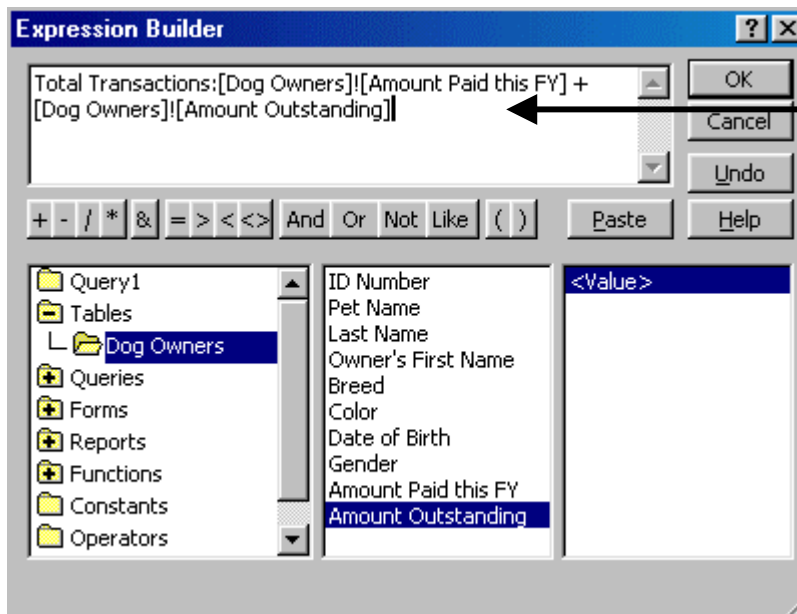 Expression Builder
? ×
Total Transactions:[Dog Owners]![Amount Paid this FY] +
[Dog Owners]![Amount Outstanding]
OK
Cancel
Undo
+ - / * & = > < <> And Or Not Like ( ) Paste Help
Query1
Tables
Dog Owners
Queries
Forms
Reports
Functions
Constants
Operators
ID Number
Pet Name
Last Name
Owner's First Name
Breed
Color
Date of Birth
Gender
Amount Paid this FY
Amount Outstanding
<Value>